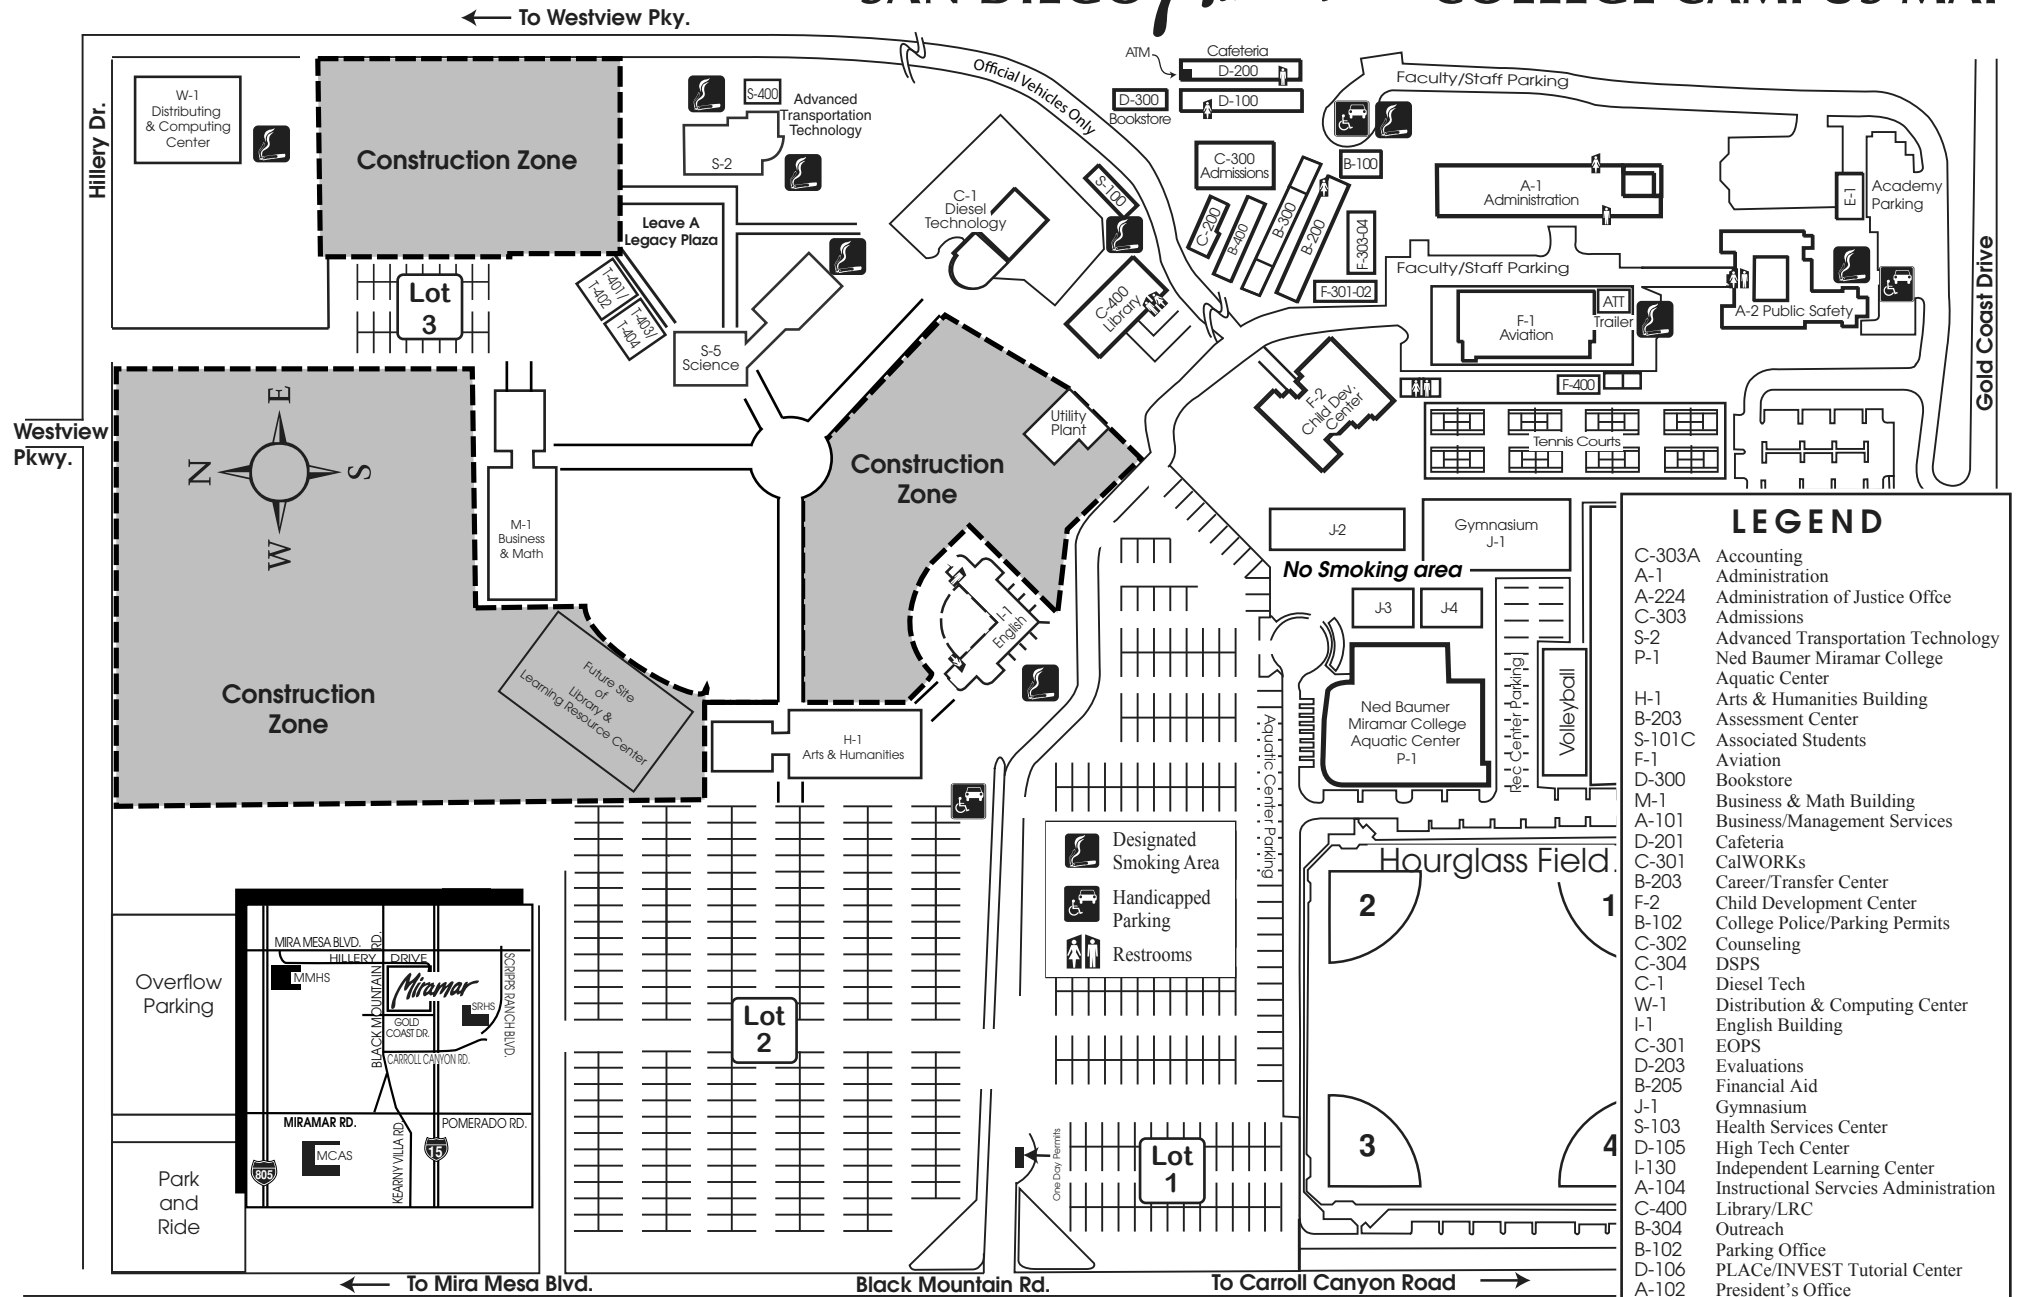 To Westview Pky.
SAN DIEGO COLLEGE CAMPUS MAP
Hillery Dr.
W-1
Distributing
& Computing
Center
Construction Zone
S-400
Advanced
Transportation
Technology
S-2
Official Vehicles Only
ATM
Cafeteria
D-200
D-300
Bookstore
D-100
Faculty/Staff Parking
C-300
Admissions
B-100
S-100
C-1
Diesel
Technology
C-200
B-400
B-300
B-200
F-303-04
F-301-02
A-1
Administration
E-1
Academy
Parking
Gold Coast Drive
Leave A
Legacy Plaza
Lot
3
T-401/
T-402
T-403/
T-404
S-5
Science
C-400
Library
Faculty/Staff Parking
F-1
Aviation
ATT
Trailer
A-2 Public Safety
F-400
F-2
Child Dev.
Center
Tennis Courts
Westview
Pkwy.
E
N
S
W
M-1
Business
& Math
Utility
Plant
Construction
Zone
J-2
Gymnasium
J-1
No Smoking area
J-3
J-4
I-1
English
Construction
Zone
Future Site
of
Library &
Learning Resource Center
H-1
Arts & Humanities
Ned Baumer
Miramar College
Aquatic Center
P-1
Aquatic Center Parking
Rec Center Parking
Volleyball
Designated
Smoking Area
Handicapped
Parking
Restrooms
Hourglass Field
2
1
3
4
Overflow
Parking
Park
and
Ride
MIRA MESA BLVD.
HILLERY DRIVE
BLACK MOUNTAIN RD.
MMHS
Miramar
SRHS
SCRIPPS RANCH BLVD.
GOLD
COAST DR.
CARROLL CANYON RD.
MIRAMAR RD.
POMERADO RD.
MCAS
KEARNY VILLA RD.
805
15
Lot
2
Lot
1
One Day Permits
To Mira Mesa Blvd.
Black Mountain Rd.
To Carroll Canyon Road
LEGEND
C-303A Accounting
A-1 Administration
A-224 Administration of Justice Offce
C-303 Admissions
S-2 Advanced Transportation Technology
P-1 Ned Baumer Miramar College
Aquatic Center
H-1 Arts & Humanities Building
B-203 Assessment Center
S-101C Associated Students
F-1 Aviation
D-300 Bookstore
M-1 Business & Math Building
A-101 Business/Management Services
D-201 Cafeteria
C-301 CalWORKs
B-203 Career/Transfer Center
F-2 Child Development Center
B-102 College Police/Parking Permits
C-302 Counseling
C-304 DSPS
C-1 Diesel Tech
W-1 Distribution & Computing Center
I-1 English Building
C-301 EOPS
D-203 Evaluations
B-205 Financial Aid
J-1 Gymnasium
S-103 Health Services Center
D-105 High Tech Center
I-130 Independent Learning Center
A-104 Instructional Servcies Administration
C-400 Library/LRC
B-304 Outreach
B-102 Parking Office
D-106 PLACe/INVEST Tutorial Center
A-102 President's Office